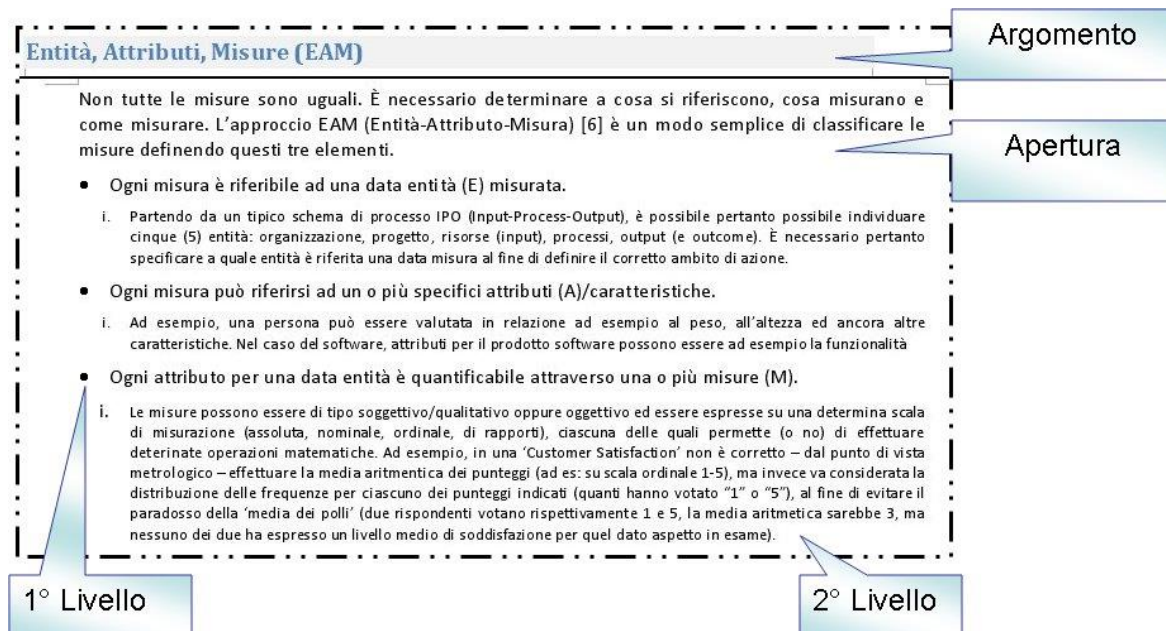 Argomento
Entità, Attributi, Misure (EAM)
Non tutte le misure sono uguali. È necessario determinare a cosa si riferiscono, cosa misurano e
come misurare. L'approccio EAM (Entità-Attributo-Misura) [6] è un modo semplice di classificare le
misure definendo questi tre elementi.
Apertura
• Ogni misura è riferibile ad una data entità (E) misurata.
i. Partendo da un tipico schema di processo IPO (Input-Process-Output), è possibile pertanto possibile individuare
cinque (5) entità: organizzazione, progetto, risorse (input), processi, output (e outcome). È necessario pertanto
specificare a quale entità è riferita una data misura al fine di definire il corretto ambito di azione.
• Ogni misura può riferirsi ad un o più specifici attributi (A)/caratteristiche.
i. Ad esempio, una persona può essere valutata in relazione ad esempio al peso, all'altezza ed ancora altre
caratteristiche. Nel caso del software, attributi per il prodotto software possono essere ad esempio la funzionalità
• Ogni attributo per una data entità è quantificabile attraverso una o più misure (M).
i. Le misure possono essere di tipo soggettivo/qualitativo oppure oggettivo ed essere espresse su una determina scala
di misurazione (assoluta, nominale, ordinale, di rapporti), ciascuna delle quali permette (o no) di effettuare
deterinate operazioni matematiche. Ad esempio, in una 'Customer Satisfaction' non è corretto – dal punto di vista
metrologico – effettuare la media aritmentica dei punteggi (ad es: su scala ordinale 1-5), ma invece va considerata la
distribuzione delle frequenze per ciascuno dei punteggi indicati (quanti hanno votato "1" o "5"), al fine di evitare il
paradosso della 'media dei polli' (due rispondenti votano rispettivamente 1 e 5, la media aritmetica sarebbe 3, ma
nessuno dei due ha espresso un livello medio di soddisfazione per quel dato aspetto in esame).
1° Livello
2° Livello